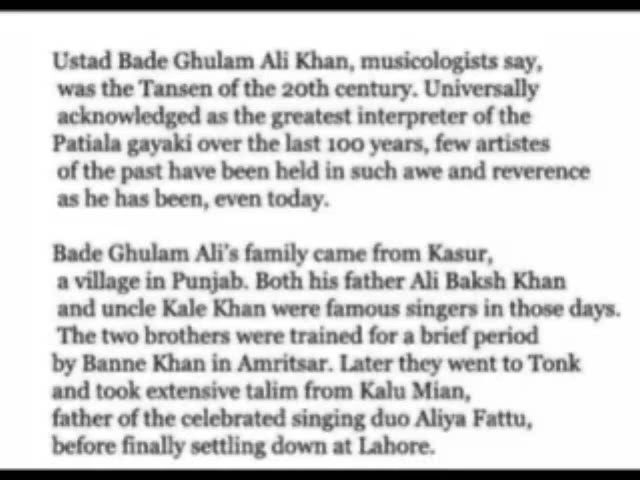 Ustad Bade Ghulam Ali Khan, musicologists say,
was the Tansen of the 20th century. Universally
acknowledged as the greatest interpreter of the
Patiala gayaki over the last 100 years, few artistes
of the past have been held in such awe and reverence
as he has been, even today.
Bade Ghulam Ali's family came from Kasur,
a village in Punjab. Both his father Ali Baksh Khan
and uncle Kale Khan were famous singers in those days.
The two brothers were trained for a brief period
by Banne Khan in Amritsar. Later they went to Tonk
and took extensive talim from Kalu Mian,
father of the celebrated singing duo Aliya Fattu,
before finally settling down at Lahore.